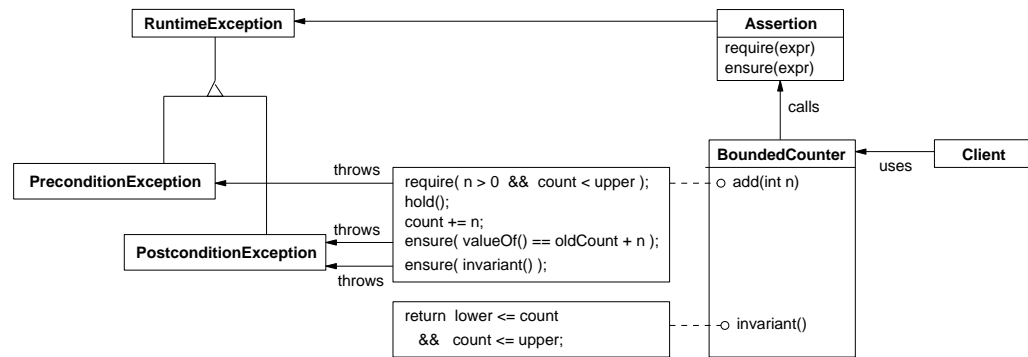 RuntimeException
Assertion
require(expr)
ensure(expr)
calls
BoundedCounter
uses
Client
PreconditionException
throws
require( n > 0  &&  count < upper );
add(int n)
hold();
count += n;
throws
ensure( valueOf() == oldCount + n );
PostconditionException
ensure( invariant() );
throws
return  lower <= count
&&   count <= upper;
invariant()